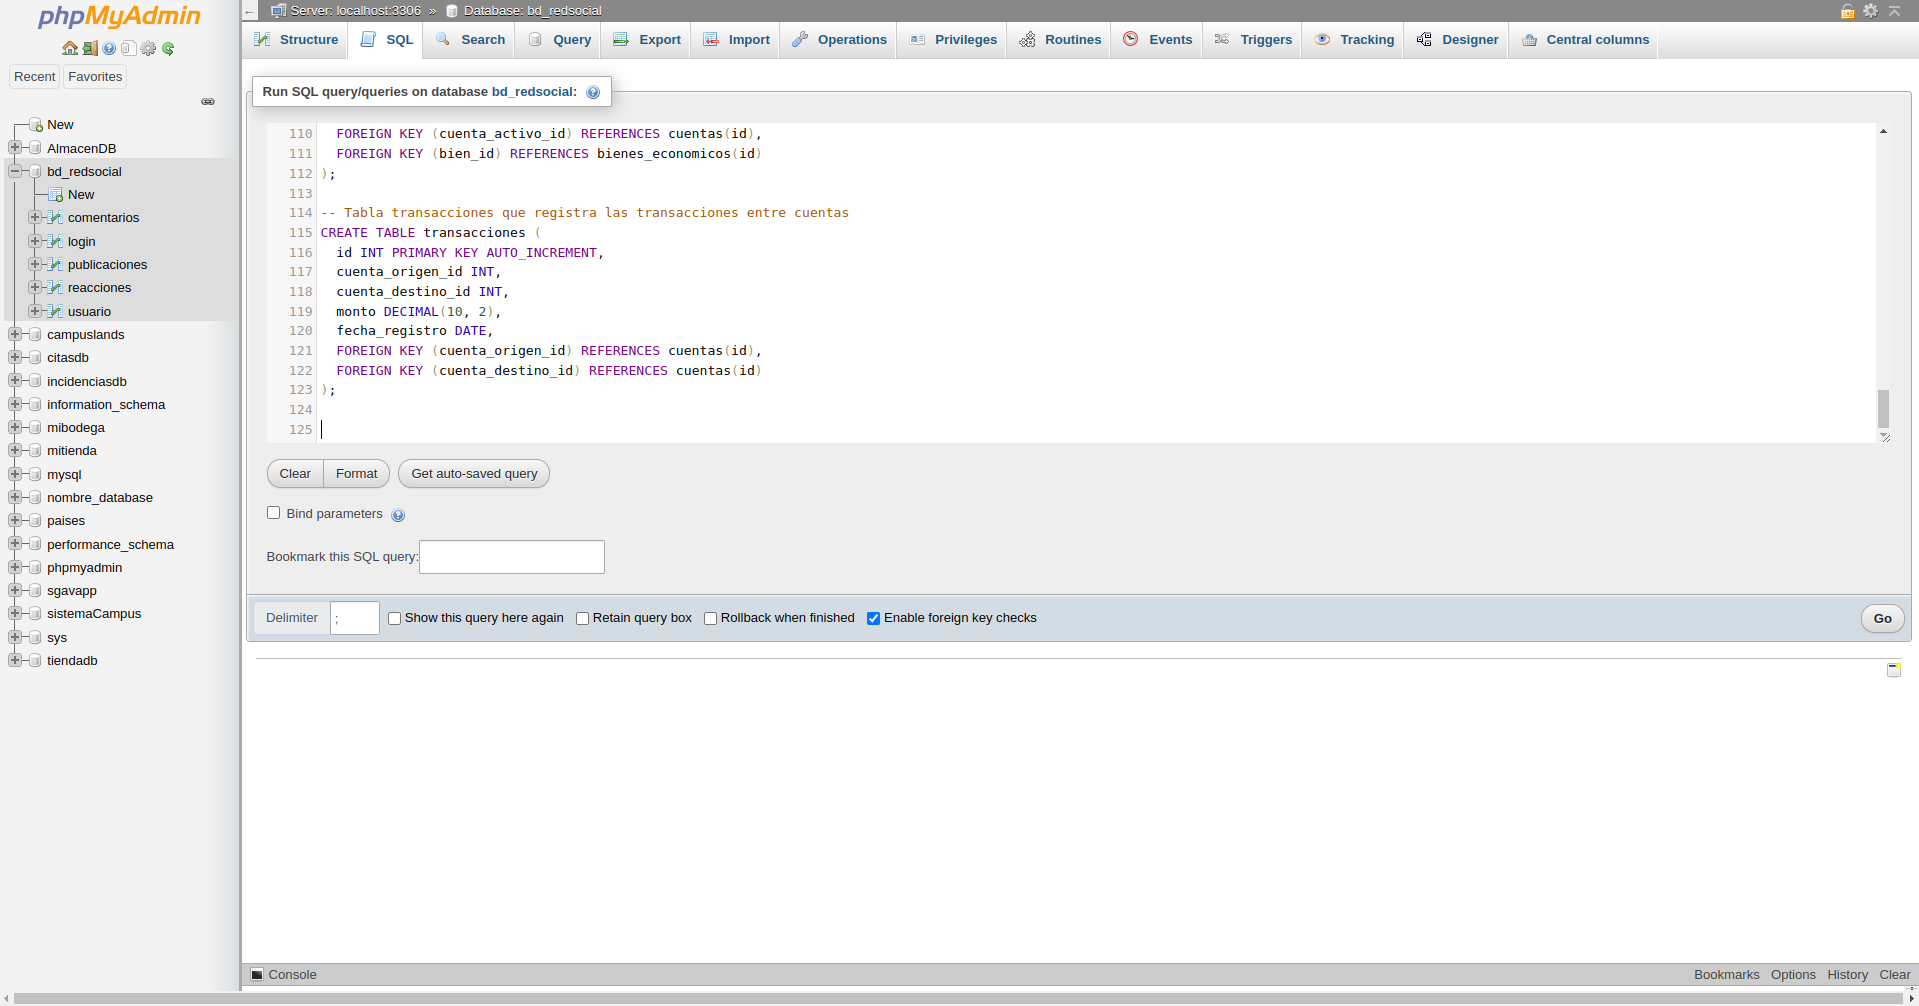 phpMyAdmin
Recent Favorites
New
AlmacenDB
bd_redsocial
New
comentarios
login
publicaciones
reacciones
usuario
campuslands
citasdb
incidenciasdb
information_schema
mibodega
mitienda
mysql
nombre_database
paises
performance_schema
phpmyadmin
sgavapp
sistemaCampus
sys
tiendadb
← Server: localhost:3306 » Database: bd_redsocial
Structure SQL Search Query Export Import Operations Privileges Routines Events Triggers Tracking Designer Central columns
Run SQL query/queries on database bd_redsocial:
110 FOREIGN KEY (cuenta_activo_id) REFERENCES cuentas(id),
111 FOREIGN KEY (bien_id) REFERENCES bienes_economicos(id)
112 );
113
114 -- Tabla transacciones que registra las transacciones entre cuentas
115 CREATE TABLE transacciones (
116 id INT PRIMARY KEY AUTO_INCREMENT,
117 cuenta_origen_id INT,
118 cuenta_destino_id INT,
119 monto DECIMAL(10, 2),
120 fecha_registro DATE,
121 FOREIGN KEY (cuenta_origen_id) REFERENCES cuentas(id),
122 FOREIGN KEY (cuenta_destino_id) REFERENCES cuentas(id)
123 );
124
125
Clear Format Get auto-saved query
Bind parameters
Bookmark this SQL query:
Delimiter ; Show this query here again Retain query box Rollback when finished Enable foreign key checks Go
Console Bookmarks Options History Clear